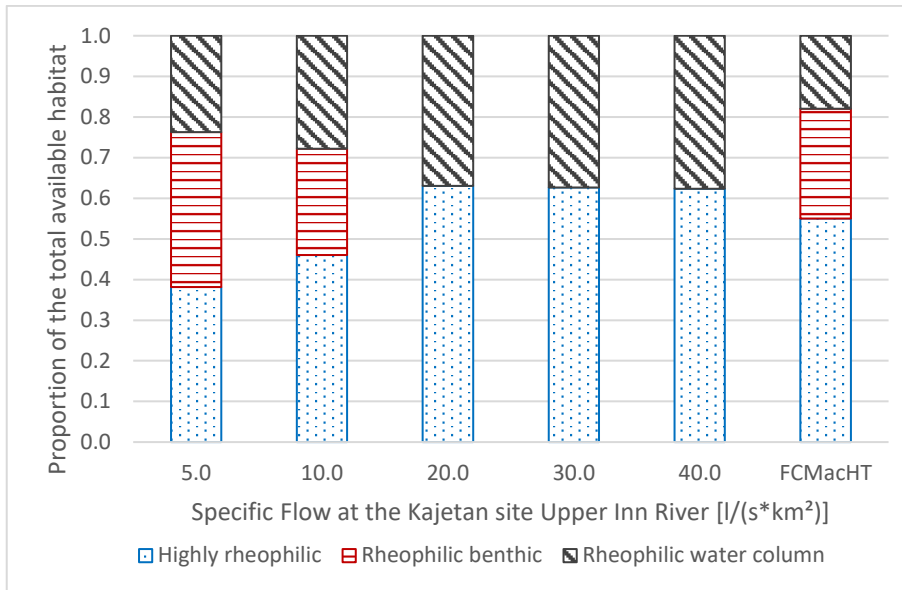 Proportion of the total available habitat
1.0
0.9
0.8
0.7
0.6
0.5
0.4
0.3
0.2
0.1
0.0
5.0 10.0 20.0 30.0 40.0 FCMacHT
Specific Flow at the Kajetan site Upper Inn River [l/(s*km²)]
Highly rheophilic Rheophilic benthic Rheophilic water column